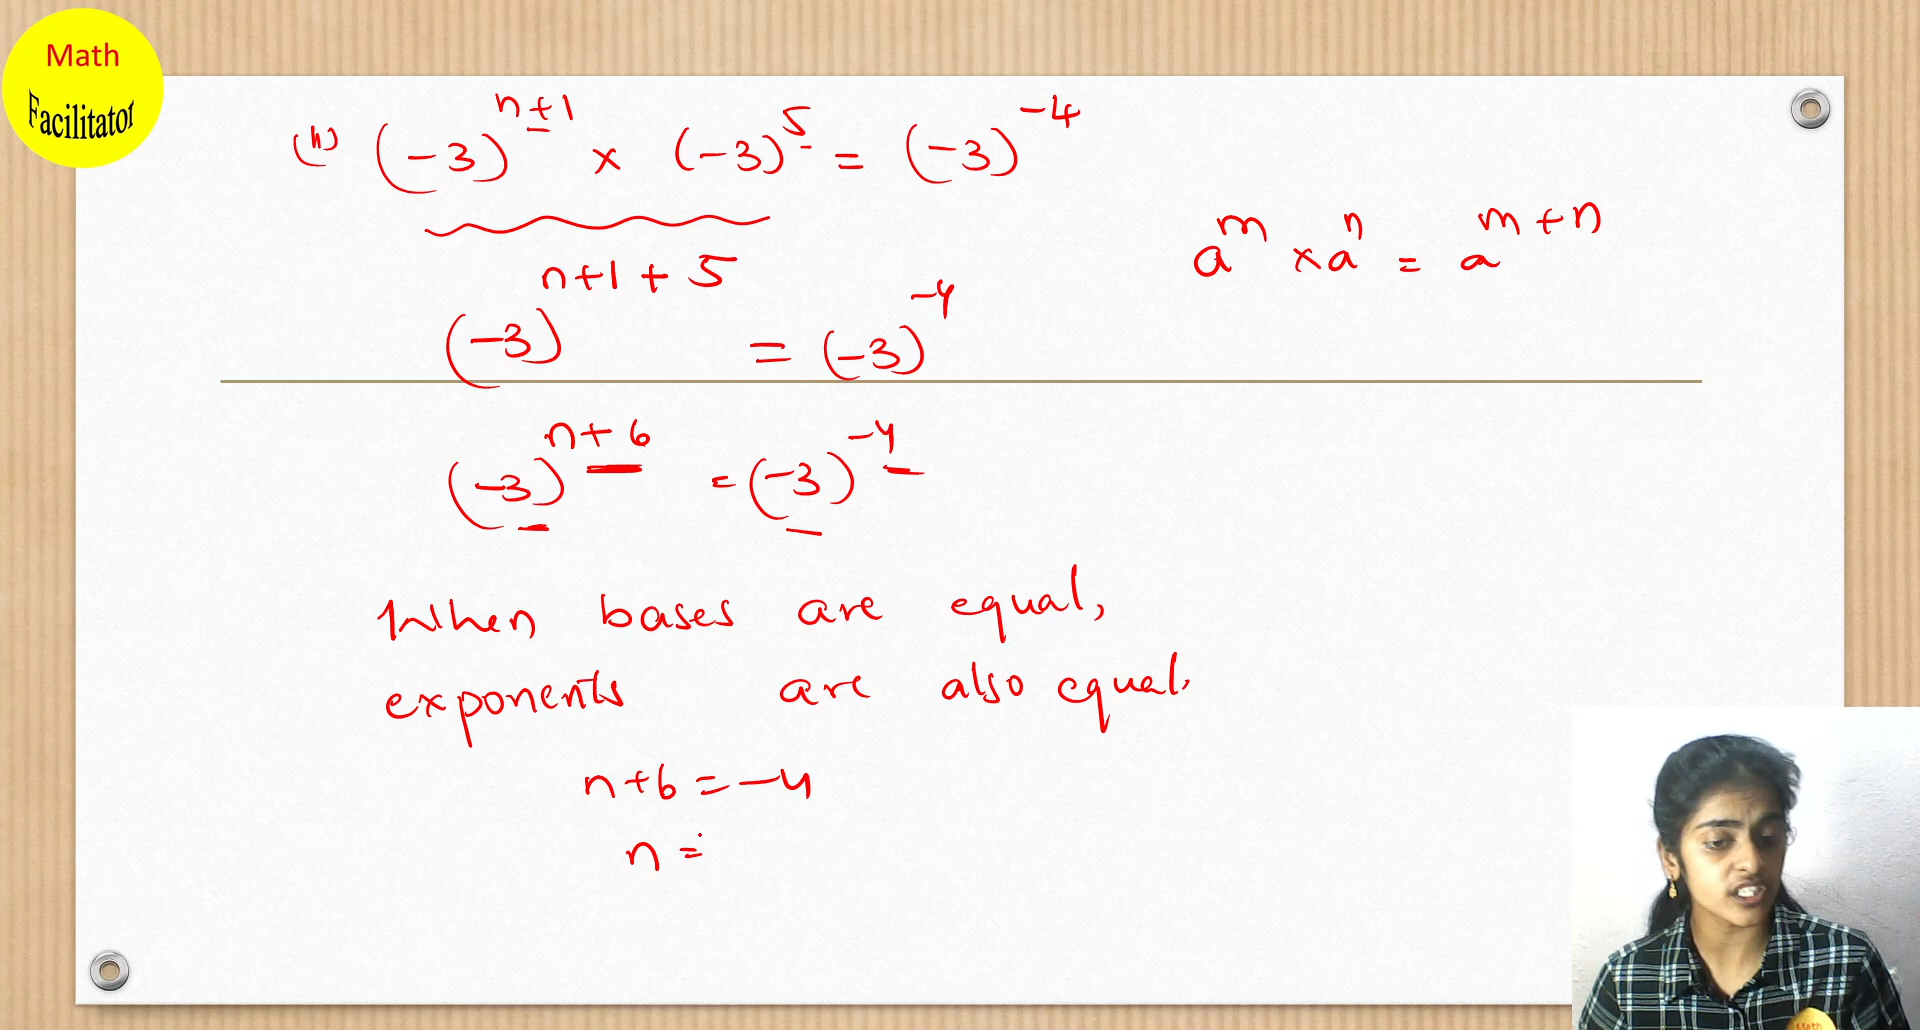 Math
Facilitator
(ii) (-3)^{n+1} × (-3)^5 = (-3)^{-4}
a^m × a^n = a^{m+n}
(-3)^{n+1+5} = (-3)^{-4}
(-3)^{n+6} = (-3)^{-4}
When bases are equal,
exponents are also equal.
n+6 = -4
n =
Math